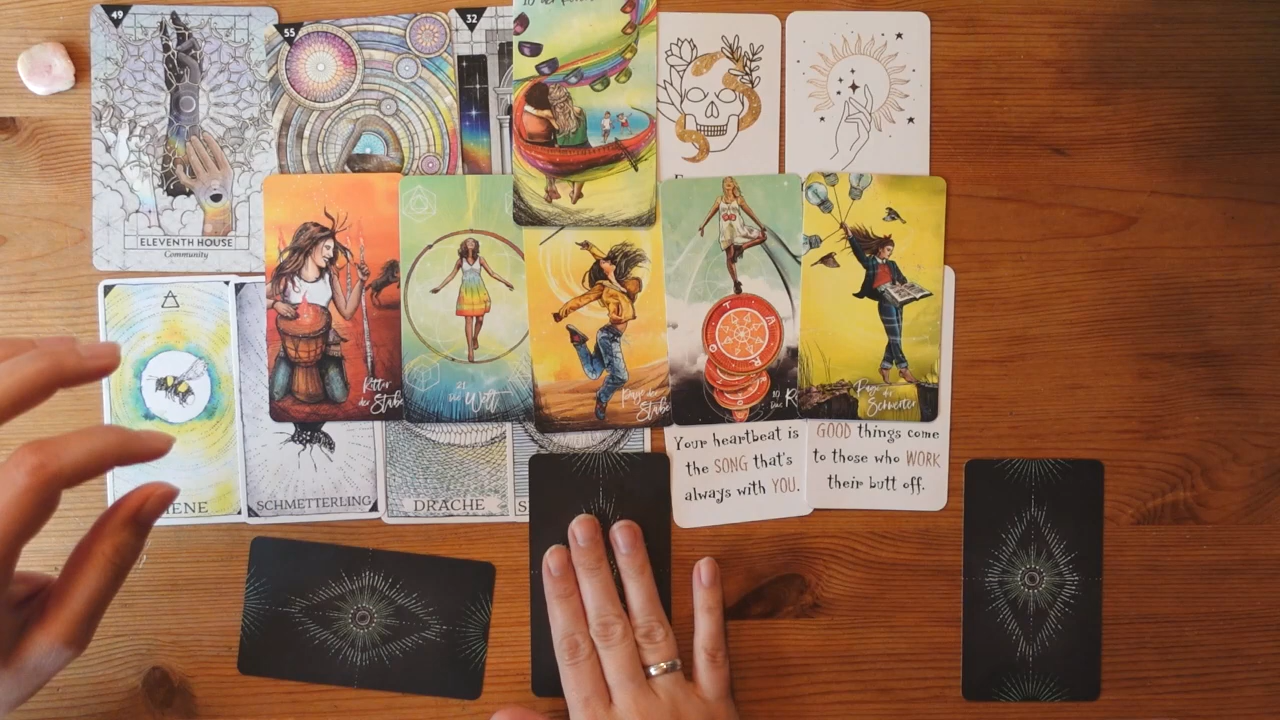 49
55
32
ELEVENTH HOUSE
Community
Ritter
der Stäbe
21
Die Welt
Page der
Stäbe
TAR
10
Page der
Schwerter
SCHMETTERLING
DRACHE
Your heartbeat is
the SONG that's
always with YOU.
GOOD things come
to those who WORK
their butt off.